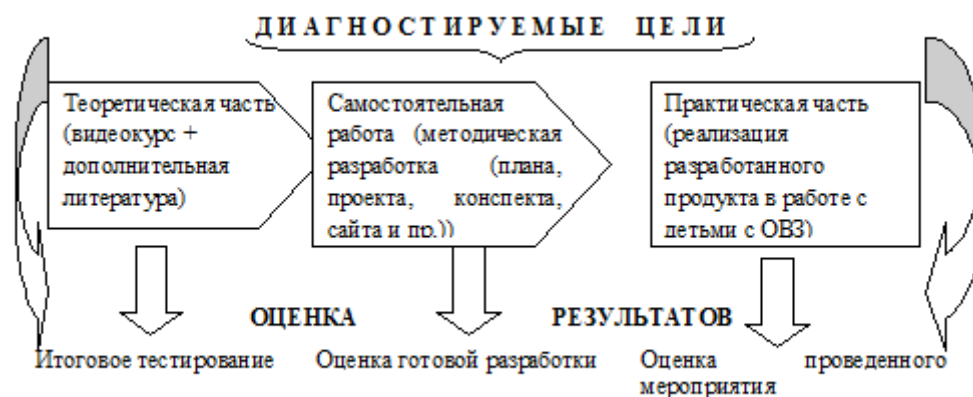 ДИАГНОСТИРУЕМЫЕ ЦЕЛИ
Теоретическая часть
(видеокурс +
дополнительная
литература)
Самостоятельная
работа (методическая
разработка (плана,
проекта, конспекта,
сайта и пр.))
Практическая часть
(реализация
разработанного
продукта в работе с
детьми с ОВЗ)
ОЦЕНКА РЕЗУЛЬТАТОВ
Итоговое тестирование
Оценка готовой разработки
Оценка проведенного
мероприятия